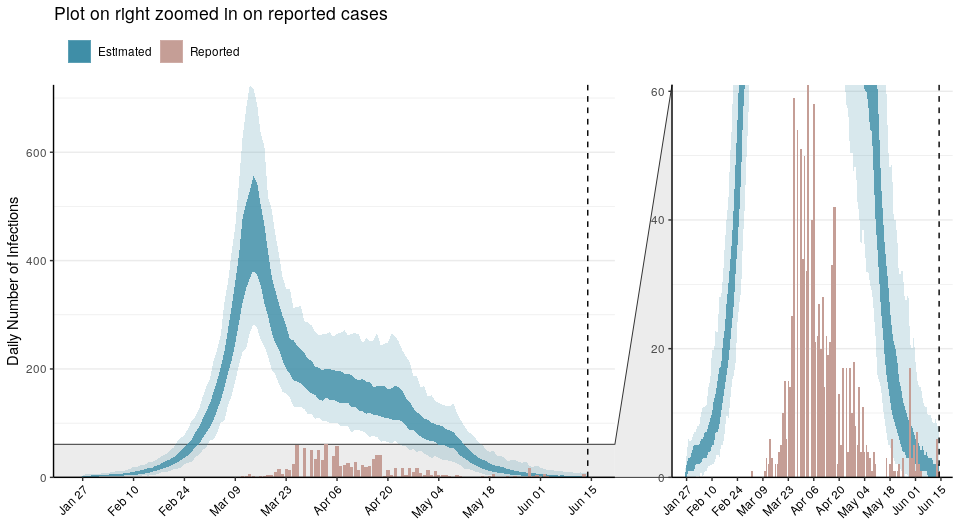 Plot on right zoomed in on reported cases
Estimated Reported
Daily Number of Infections
600
400
200
0
Jan 27 Feb 10 Feb 24 Mar 09 Mar 23 Apr 06 Apr 20 May 04 May 18 Jun 01 Jun 15
60
40
20
0
Jan 27 Feb 10 Feb 24 Mar 09 Mar 23 Apr 06 Apr 20 May 04 May 18 Jun 01 Jun 15